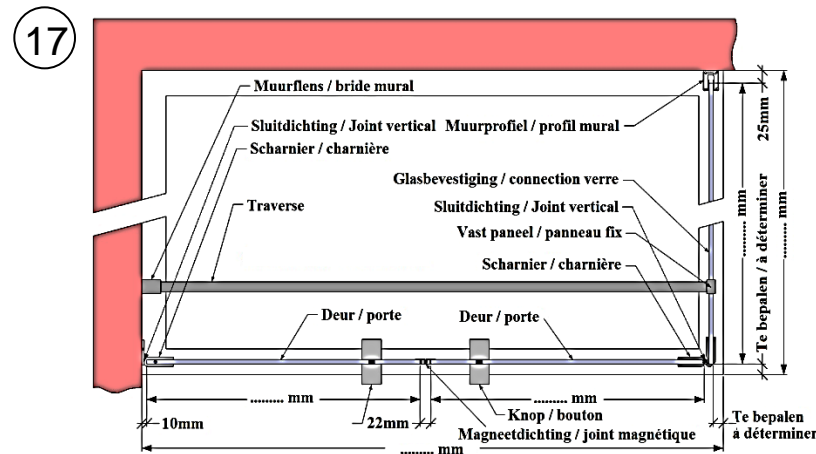 17
Muurflens / bride mural
Sluitdichting / Joint vertical
Muurprofiel / profil mural
Scharnier / charnière
25mm
Glasbevestiging / connection verre
Sluitdichting / Joint vertical
Traverse
Vast paneel / panneau fix
Scharnier / charnière
......... mm
Te bepalen / à déterminer
......... mm
Deur / porte
Deur / porte
......... mm
......... mm
10mm
22mm
Knop / bouton
Magneetdichting / joint magnétique
Te bepalen
à déterminer
......... mm